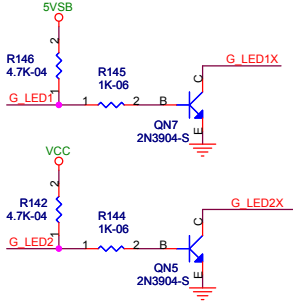 5VSB
2
R146
4.7K-04
1
G_LED1
R145
1K-06
1
2
B
C
E
G_LED1X
QN7
2N3904-S
VCC
2
R142
4.7K-04
1
G_LED2
R144
1K-06
1
2
B
C
E
G_LED2X
QN5
2N3904-S